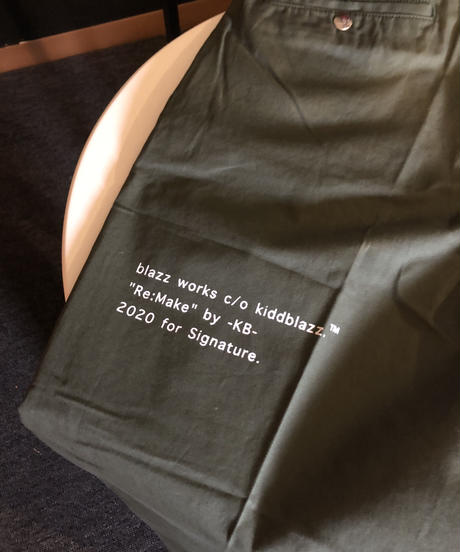 blazz works c/o kiddblazz.™
"Re:Make" by -KB-
2020 for Signature.